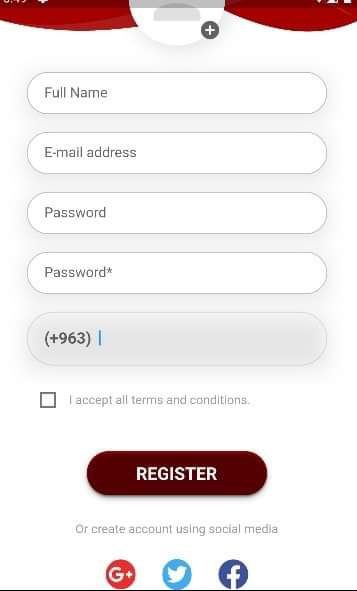 Full Name
E-mail address
Password
Password*
(+963)
I accept all terms and conditions.
REGISTER
Or create account using social media
G+
f